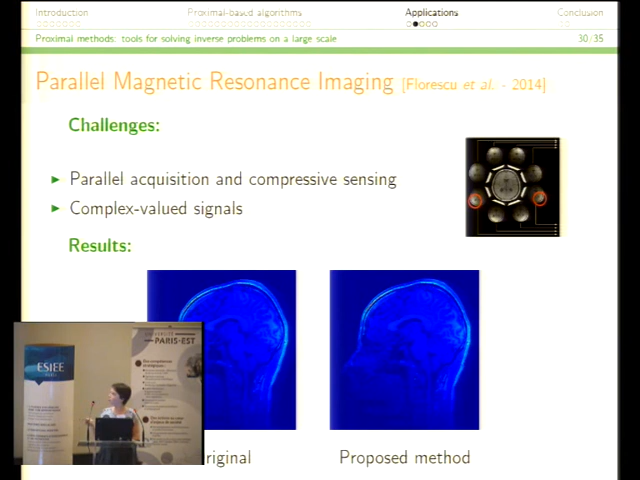 Introduction Proximal-based algorithms Applications Conclusion
Proximal methods: tools for solving inverse problems on a large scale 30/35
Parallel Magnetic Resonance Imaging [Florescu et al. - 2014]
Challenges:
► Parallel acquisition and compressive sensing
► Complex-valued signals
Results:
PARIS-EST
ESIEE
PARIS
riginal Proposed method